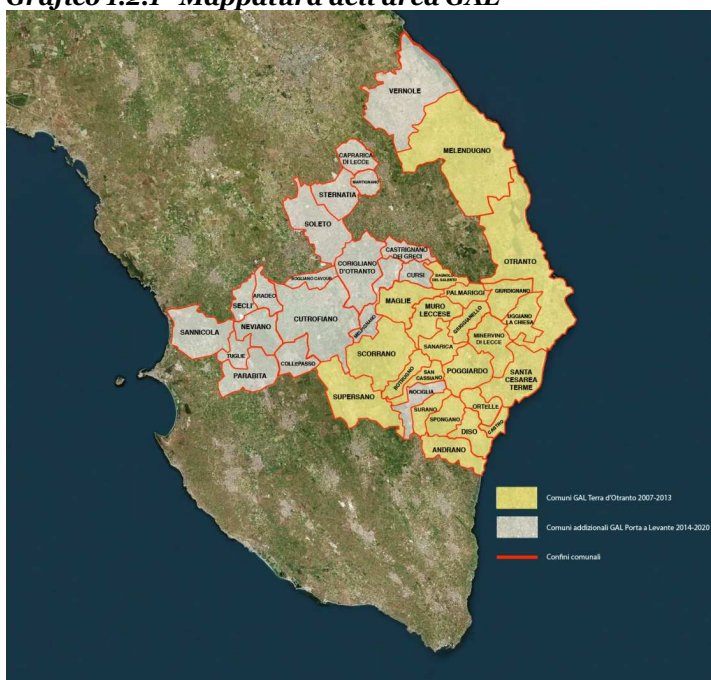 Grafico 1.2.1 Mappatura dell'area GAL
VERNOLE
MELENDUGNO
CAPRARICA
DI LECCE
MARTIGNANO
STERNATIA
SOLETO
OTRANTO
CASTRIGNANO
DEI GRECI
CORIGLIANO
D'OTRANTO
CURSI
BAGNOLO
DEL SALENTO
SOGLIANO CAVOUR
PALMARIGGI
GIURDIGNANO
ARADEO
SECLI
MAGLIE
MURO
LECCESE
GIUGGIANELLO
UGGIANO
LA CHIESA
SANNICOLA
NEVIANO
CUTROFIANO
MELPIGNANO
MINERVINO
DI LECCE
SCORRANO
SANARICA
TUGLIE
COLLEPASSO
PARABITA
BOTRUGNO
SAN
CASSIANO
POGGIARDO
SANTA
CESAREA
TERME
SUPERSANO
NOCIGLIA
SURANO
ORTELLE
SPONGANO
DISO
CASTRO
ANDRANO
Comuni GAL Terra d'Otranto 2007-2013
Comuni addizionali GAL Porta a Levante 2014-2020
Confini comunali